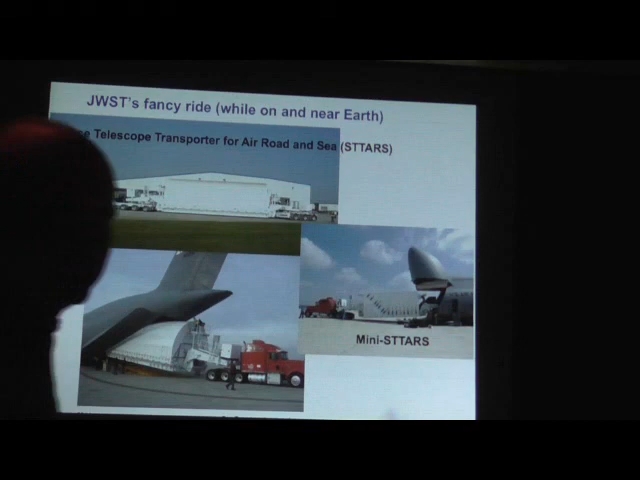 JWST's fancy ride (while on and near Earth)
Telescope Transporter for Air Road and Sea (STTARS)
Mini-STTARS